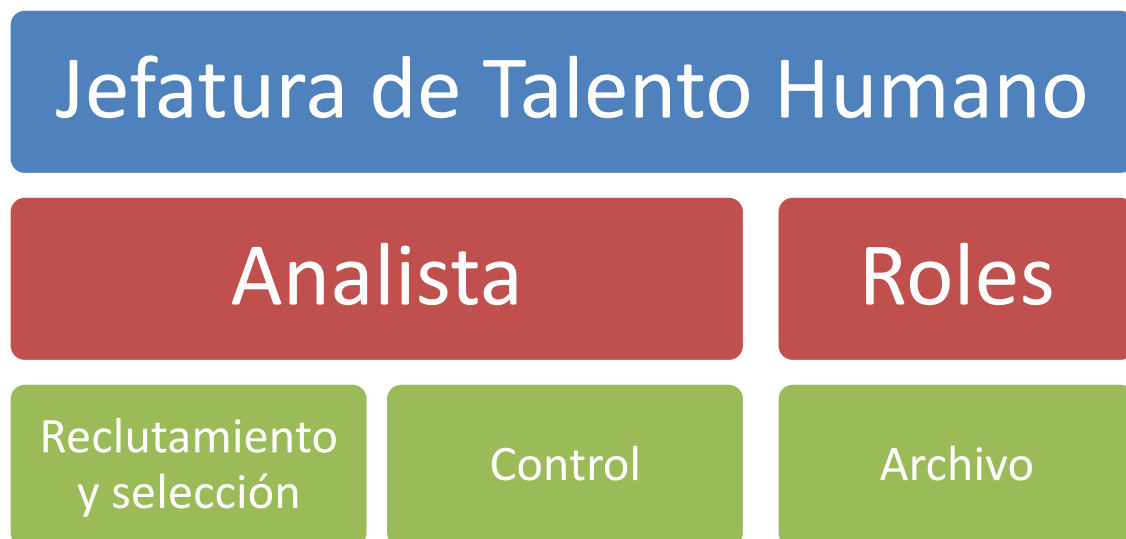 Jefatura de Talento Humano
Analista
Roles
Reclutamiento
y selección
Control
Archivo